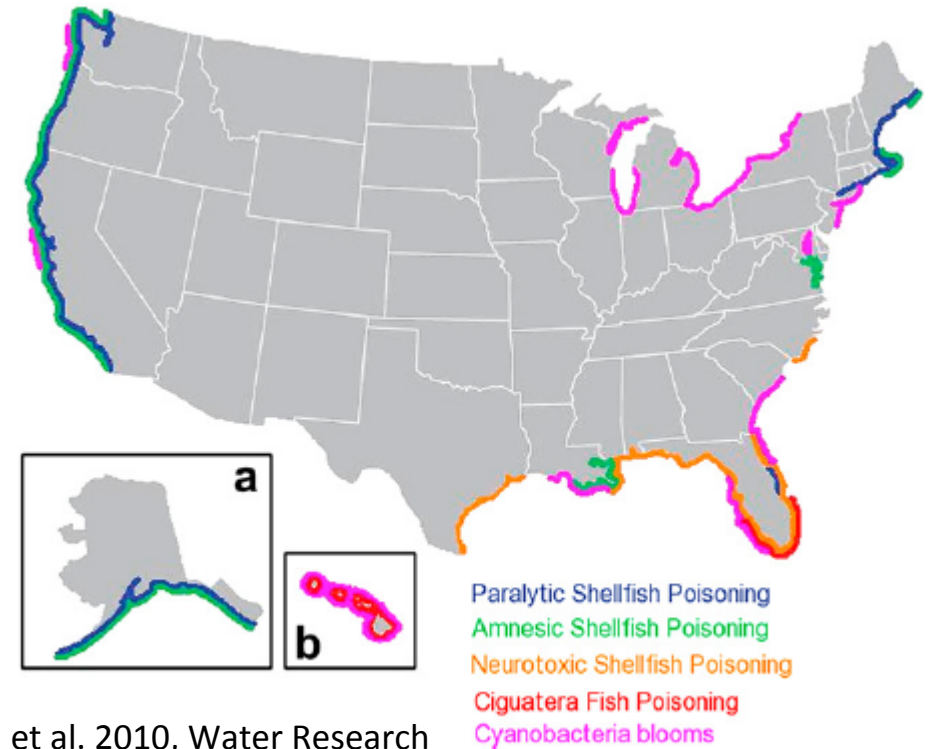 a
b
Paralytic Shellfish Poisoning
Amnesic Shellfish Poisoning
Neurotoxic Shellfish Poisoning
Ciguatera Fish Poisoning
Cyanobacteria blooms
et al. 2010. Water Research